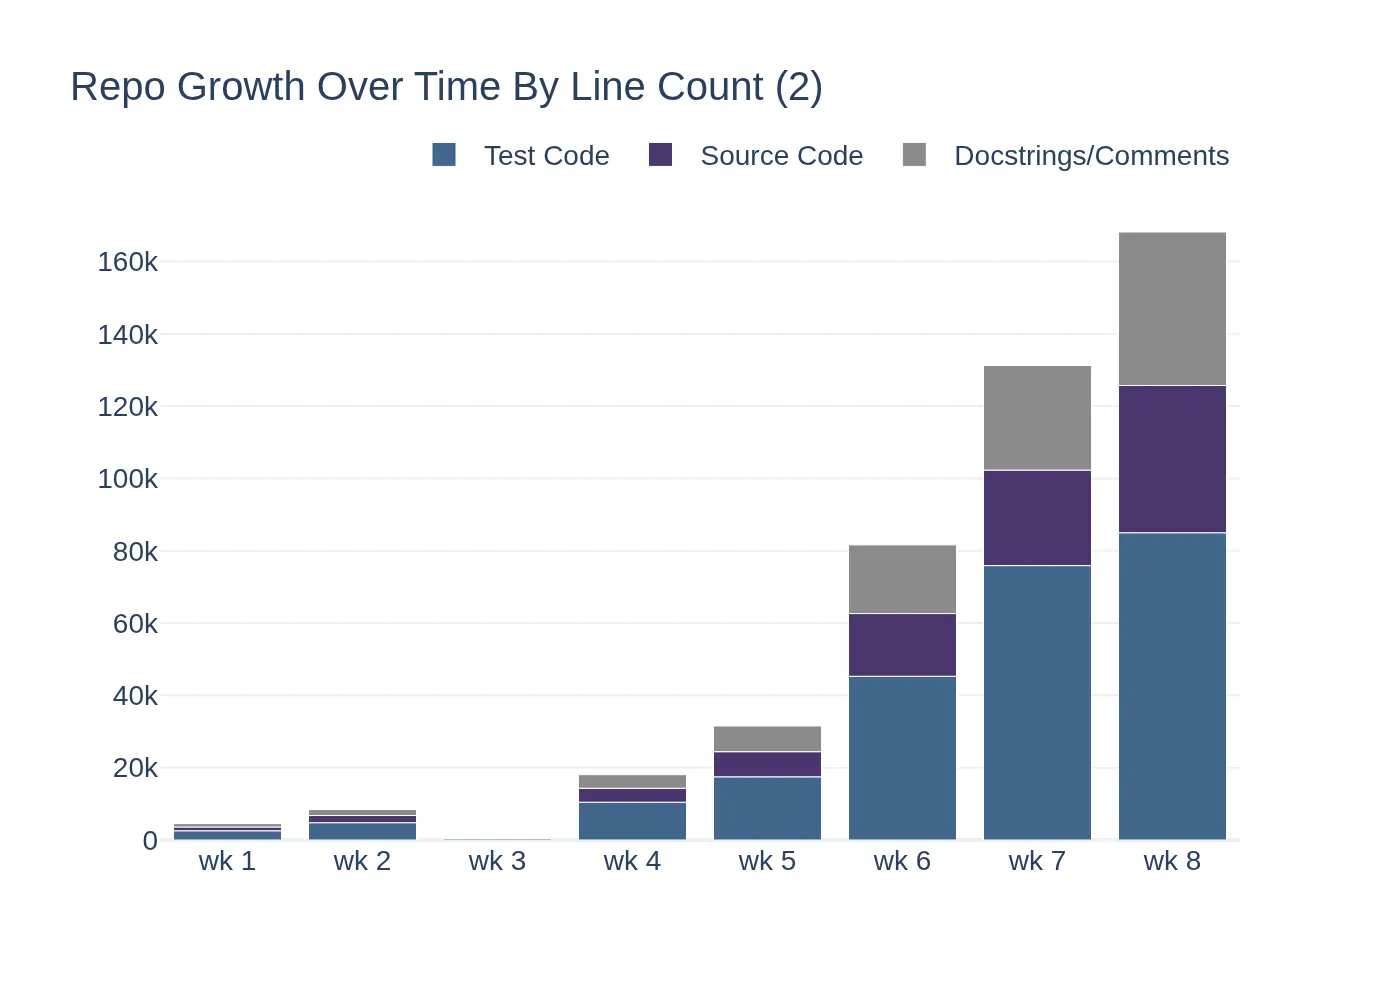 Repo Growth Over Time By Line Count (2)
Test Code Source Code Docstrings/Comments
160k
140k
120k
100k
80k
60k
40k
20k
0
wk 1 wk 2 wk 3 wk 4 wk 5 wk 6 wk 7 wk 8